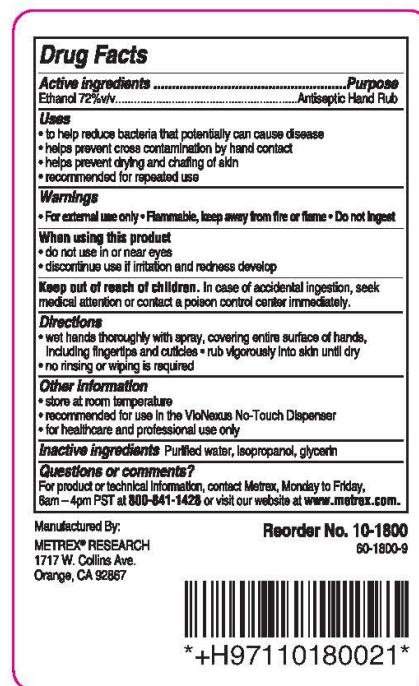 Drug Facts
Active ingredients ........................................................Purpose
Ethanol 72%v/v......................................................Antiseptic Hand Rub
Uses
• to help reduce bacteria that potentially can cause disease
• helps prevent cross contamination by hand contact
• helps prevent drying and chafing of skin
• recommended for repeated use
Warnings
• For external use only • Flammable, keep away from fire or flame • Do not ingest
When using this product
• do not use in or near eyes
• discontinue use if irritation and redness develop
Keep out of reach of children. In case of accidental ingestion, seek
medical attention or contact a poison control center immediately.
Directions
• wet hands thoroughly with spray, covering entire surface of hands,
including fingertips and cuticles • rub vigorously into skin until dry
• no rinsing or wiping is required
Other information
• store at room temperature
• recommended for use in the VioNexus No-Touch Dispenser
• for healthcare and professional use only
Inactive ingredients Purified water, isopropanol, glycerin
Questions or comments?
For product or technical information, contact Metrex, Monday to Friday,
6am – 4pm PST at 800-841-1428 or visit our website at www.metrex.com.
Manufactured By:
METREX® RESEARCH
1717 W. Collins Ave.
Orange, CA 92867
Reorder No. 10-1800
60-1800-9
*+H97110180021*